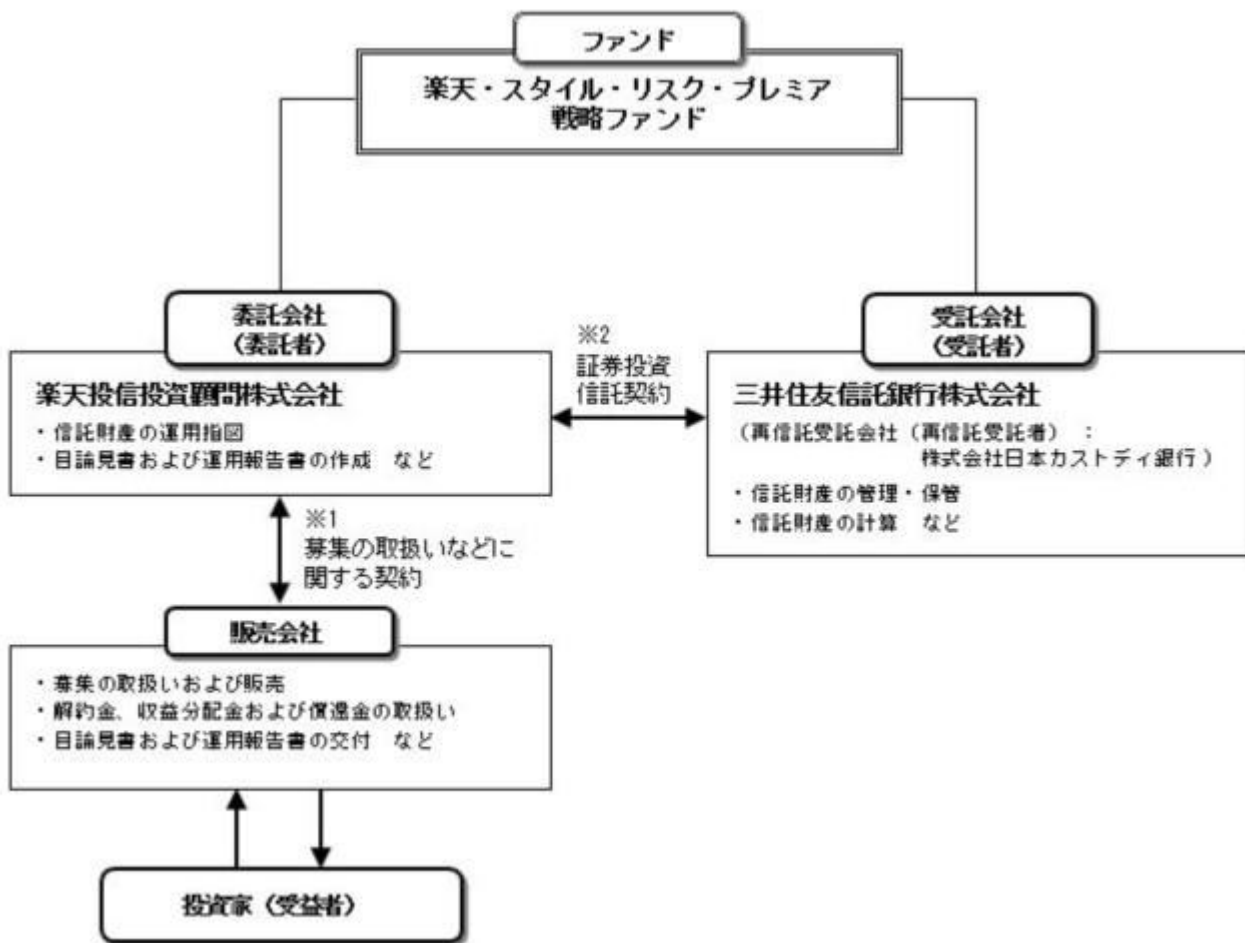 ファンド
楽天・スタイル・リスク・プレミア
戦略ファンド
委託会社
（委託者）
楽天投信投資顧問株式会社
・信託財産の運用指図
・目論見書および運用報告書の作成　など
※2
証券投資
信託契約
受託会社
（受託者）
三井住友信託銀行株式会社
（再信託受託会社（再信託受託者）：
株式会社日本カストディ銀行）
・信託財産の管理・保管
・信託財産の計算　など
※1
募集の取扱いなどに
関する契約
販売会社
・募集の取扱いおよび販売
・解約金、収益分配金および償還金の取扱い
・目論見書および運用報告書の交付　など
投資家（受益者）